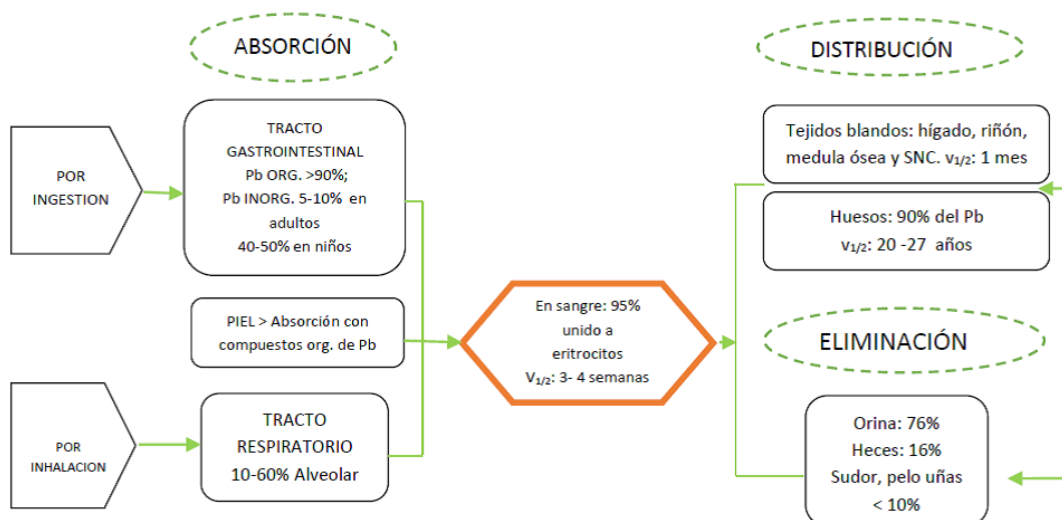 ABSORCIÓN
POR
INGESTION
TRACTO
GASTROINTESTINAL
Pb ORG. >90%;
Pb INORG. 5-10% en
adultos
40-50% en niños
PIEL > Absorción con
compuestos org. de Pb
POR
INHALACION
TRACTO
RESPIRATORIO
10-60% Alveolar
En sangre: 95%
unido a
eritrocitos
V1/2: 3- 4 semanas
DISTRIBUCIÓN
Tejidos blandos: hígado, riñón,
medula ósea y SNC. v1/2: 1 mes
Huesos: 90% del Pb
v1/2: 20 -27 años
ELIMINACIÓN
Orina: 76%
Heces: 16%
Sudor, pelo uñas
< 10%